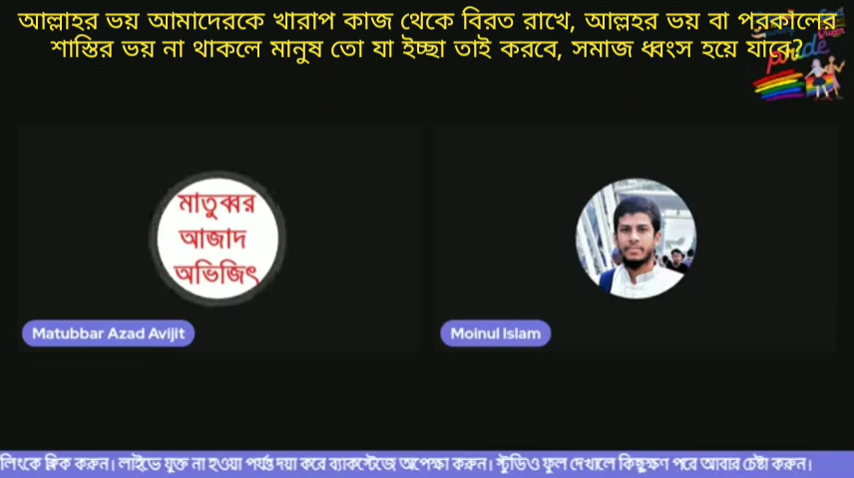 আল্লাহর ভয় আমাদেরকে খারাপ কাজ থেকে বিরত রাখে, আল্লহর ভয় বা পরকালের
শাস্তির ভয় না থাকলে মানুষ তো যা ইচ্ছা তাই করবে, সমাজ ধ্বংস হয়ে যাবে?
pride
মাতুব্বর
আজাদ
অভিজিৎ
Matubbar Azad Avijit
Moinul Islam
লিংকে ক্লিক করুন। লাইভে যুক্ত না হওয়া পর্যন্ত দয়া করে ব্যাকস্টেজে অপেক্ষা করুন। স্টুডিও ফুল দেখালে কিছুক্ষণ পরে আবার চেষ্টা করুন।